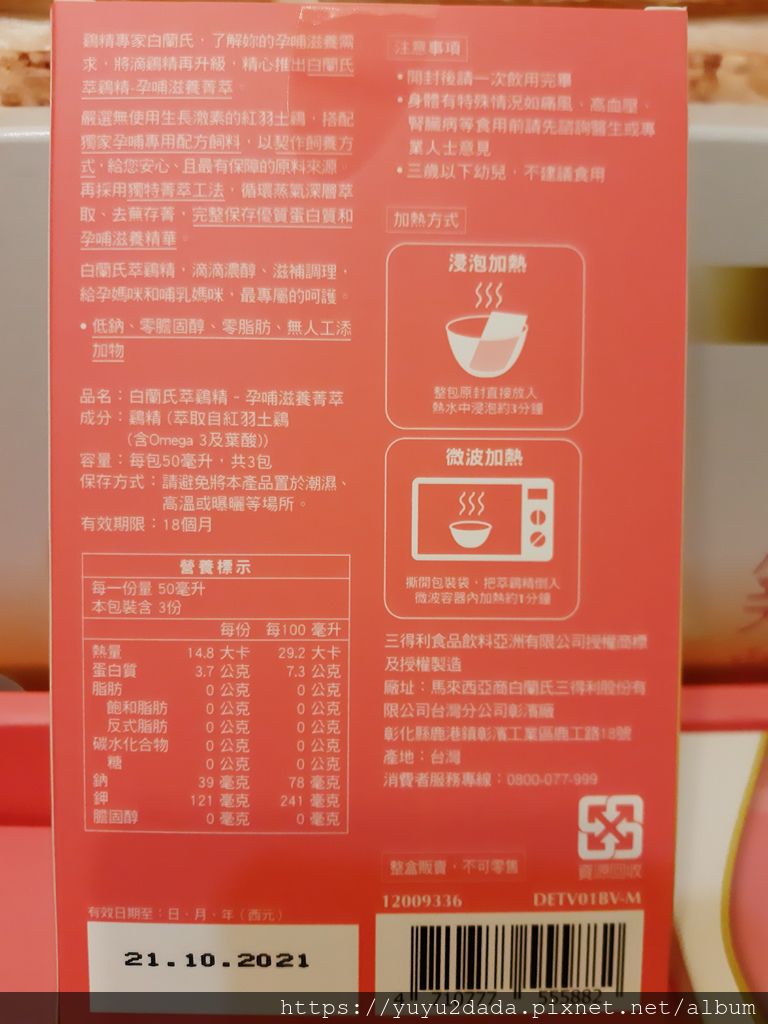 鷄精專家白蘭氏，了解妳的孕哺滋養需
求，將滴鷄精再升級，精心推出白蘭氏
萃鷄精-孕哺滋養菁萃。
嚴選無使用生長激素的紅羽土鷄，搭配
獨家孕哺專用配方飼料，以契作飼養方
式，給您安心、且最有保障的原料來源。
再採用獨特菁萃工法，循環蒸氣深層萃
取、去蕪存菁，完整保存優質蛋白質和
孕哺滋養精華。
白蘭氏萃鷄精，滴滴濃醇、滋補調理，
給孕媽咪和哺乳媽咪，最專屬的呵護。
• 低鈉、零膽固醇、零脂肪、無人工添
加物
品名：白蘭氏萃鷄精－孕哺滋養菁萃
成分：鷄精（萃取自紅羽土鷄
（含Omega 3及葉酸））
容量：每包50毫升，共3包
保存方式：請避免將本產品置於潮濕、
高溫或曝曬等場所。
有效期限：18個月
營養標示
每一份量 50毫升
本包裝含 3份
每份 每100 毫升
熱量 14.8 大卡 29.2 大卡
蛋白質 3.7 公克 7.3 公克
脂肪 0 公克 0 公克
飽和脂肪 0 公克 0 公克
反式脂肪 0 公克 0 公克
碳水化合物 0 公克 0 公克
糖 0 公克 0 公克
鈉 39 毫克 78 毫克
鉀 121 毫克 241 毫克
膽固醇 0 毫克 0 毫克
有效日期至：日、月、年（西元）
21.10.2021
注意事項
• 開封後請一次飲用完畢
• 身體有特殊情況如痛風、高血壓、
腎臟病等食用前請先諮詢醫生或專
業人士意見
• 三歲以下幼兒，不建議食用
加熱方式
浸泡加熱
整包原封直接放入
熱水中浸泡約3分鐘
微波加熱
撕開包裝袋，把萃鷄精倒入
微波容器內加熱約1分鐘
三得利食品飲料亞洲有限公司授權商標
及授權製造
廠址：馬來西亞商白蘭氏三得利股份有
限公司台灣分公司彰濱廠
彰化縣鹿港鎮彰濱工業區鹿工路18號
產地：台灣
消費者服務專線：0800-077-999
資源回收
整盒販賣，不可零售
12009336 DETV01BV-M
4 710777 555882
https://yuyu2dada.pixnet.net/album